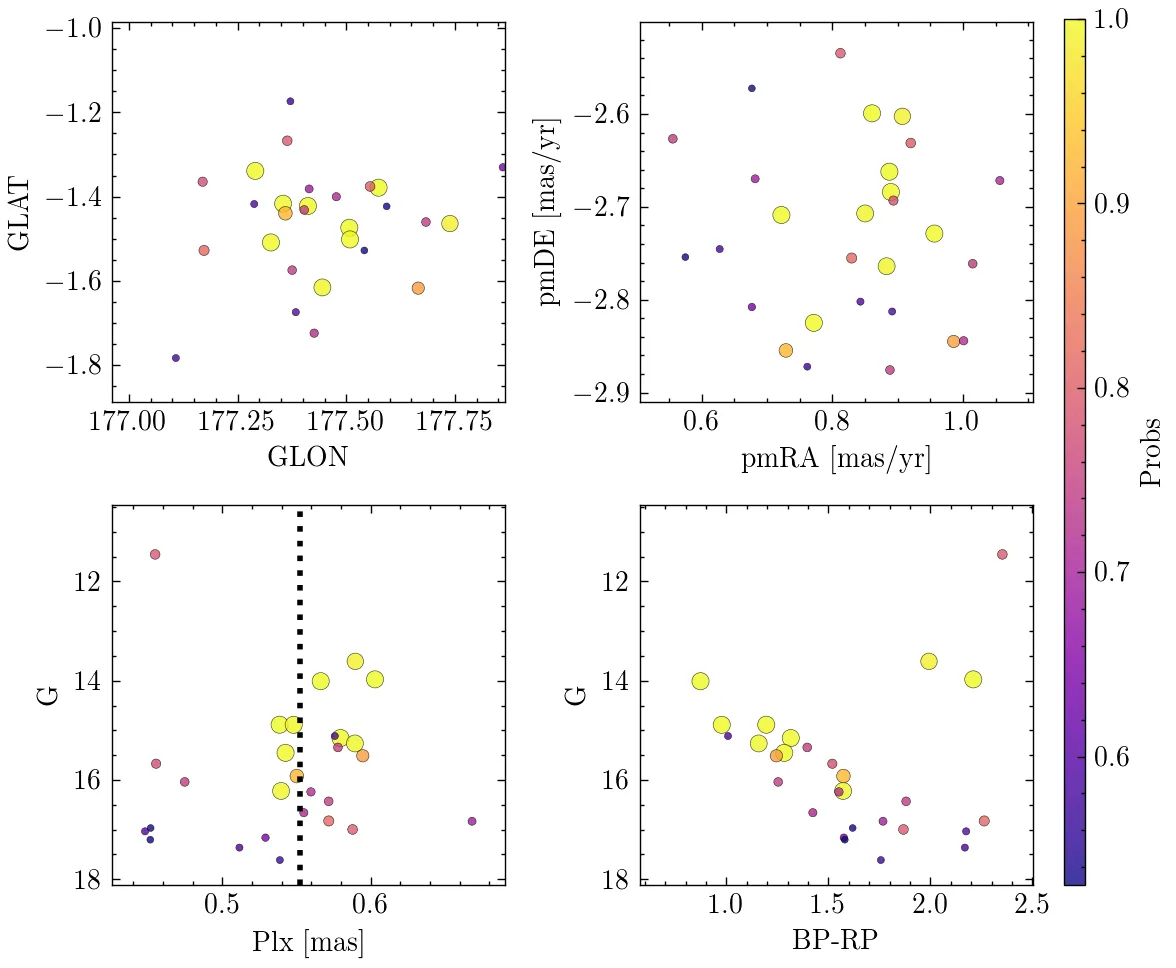 −1.0
−1.2
−1.4
−1.6
−1.8
GLAT
177.00 177.25 177.50 177.75
GLON
−2.6
−2.7
−2.8
−2.9
pmDE [mas/yr]
0.6 0.8 1.0
pmRA [mas/yr]
12
14
16
18
G
0.5 0.6
Plx [mas]
12
14
16
18
G
1.0 1.5 2.0 2.5
BP-RP
1.0
0.9
0.8
0.7
0.6
Probs